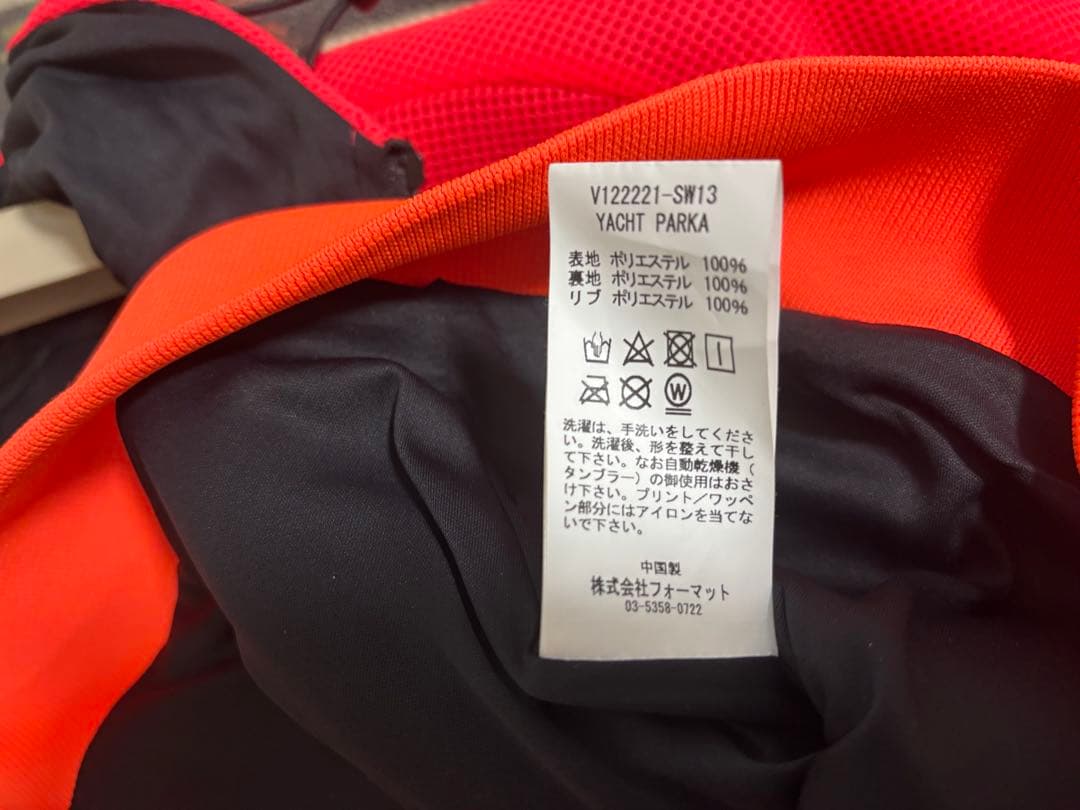 V122221-SW13
YACHT PARKA
表地 ポリエステル 100%
裏地 ポリエステル 100%
リブ ポリエステル 100%
W
洗濯は、手洗いをしてくださ
い。洗濯後、形を整えて干し
て下さい。なお自動乾燥機(
タンブラー)の御使用はおさ
け下さい。プリント/ワッペ
ン部分にはアイロンを当てな
いで下さい。
中国製
株式会社フォーマット
03-5358-0722